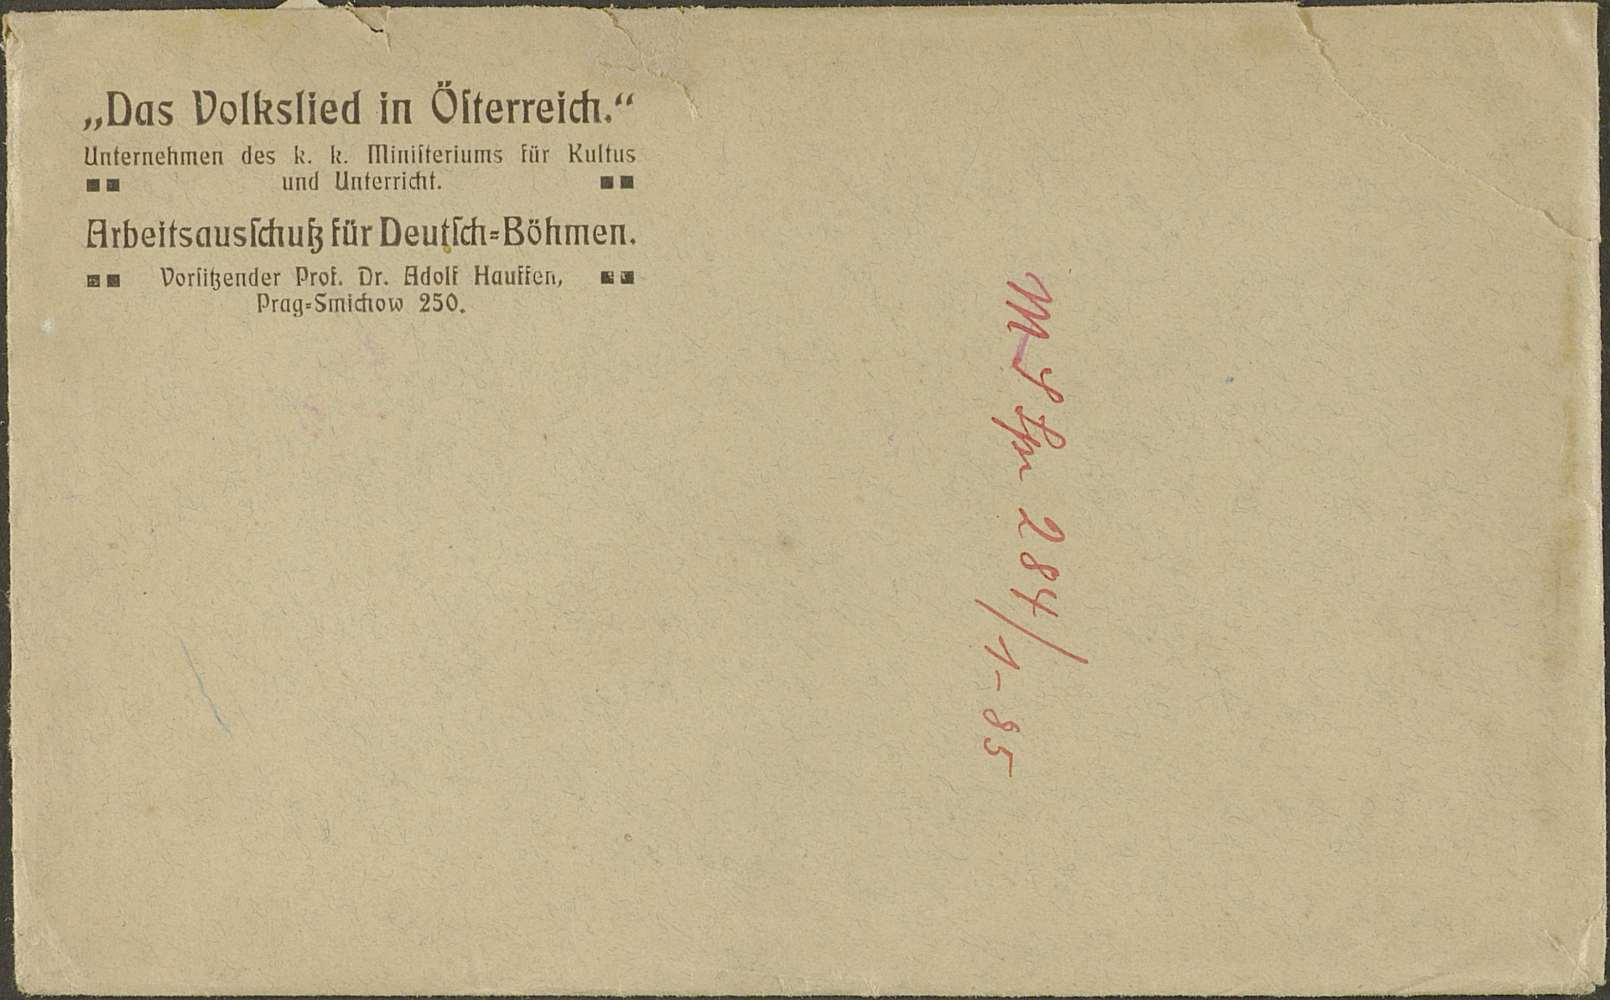 „Das Volkslied in Öſterreich.“
Unternehmen des k. k. Miniſteriums für Kultus
und Unterricht.
Arbeitsausſchuß für Deutſch=Böhmen.
Vorſitzender Prof. Dr. Adolf Hauffen,
Prag=Smichow 250.
284/1-85